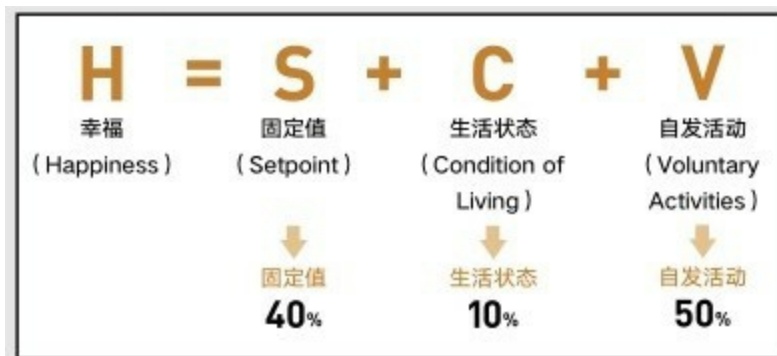 H = S + C + V
幸福 固定值 生活状态 自发活动
(Happiness) (Setpoint) (Condition of (Voluntary
Living) Activities)
固定值 生活状态 自发活动
40% 10% 50%